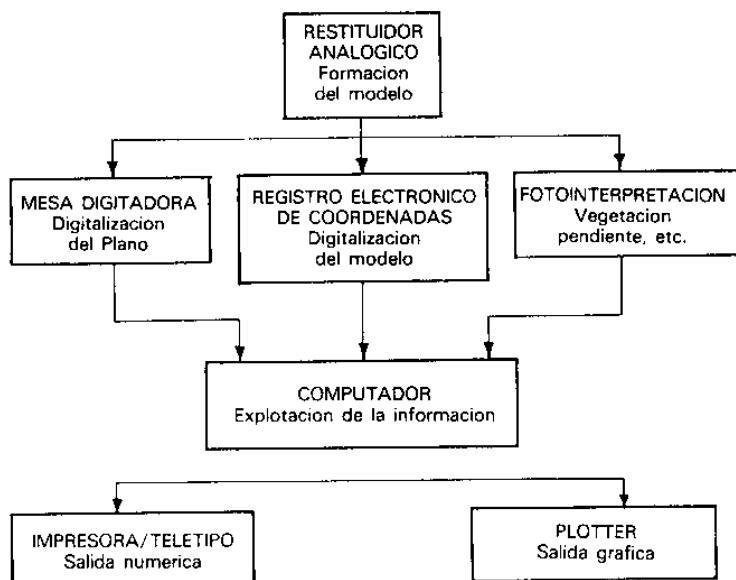 RESTITUIDOR
ANALOGICO
Formacion
del modelo
MESA DIGITADORA
Digitalizacion
del Plano
REGISTRO ELECTRONICO
DE COORDENADAS
Digitalizacion
del modelo
FOTOINTERPRETACION
Vegetacion
pendiente, etc.
COMPUTADOR
Explotacion de la informacion
IMPRESORA/TELETIPO
Salida numerica
PLOTTER
Salida grafica